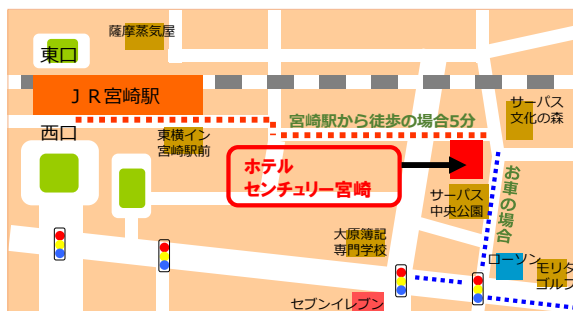 薩摩蒸気屋
東口
ＪＲ宮崎駅
宮崎駅から徒歩の場合5分
サーパス
文化の森
西口
東横イン
宮崎駅前
ホテル
センチュリー宮崎
お車の場合
サーパス
中央公園
大原簿記
専門学校
ローソン
モリタ
ゴルフ
セブンイレブン